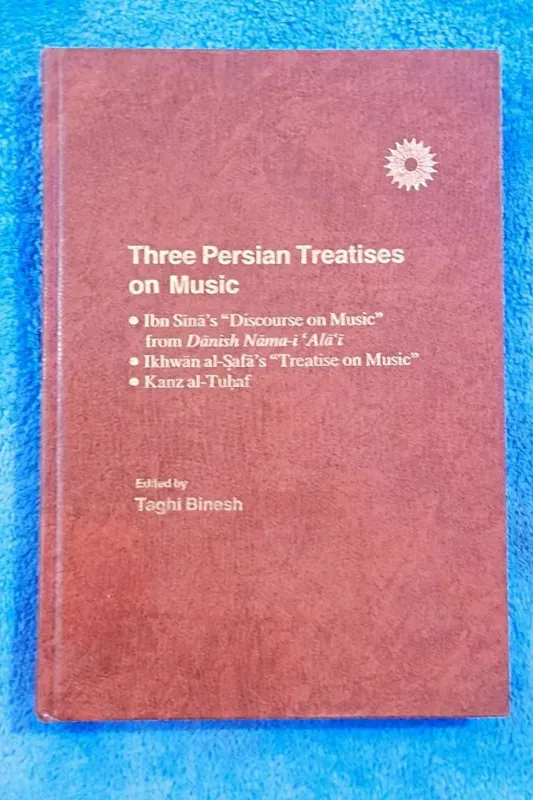 Three Persian Treatises
on Music
• Ibn Sīnā's “Discourse on Music”
from Dānish Nāma-i ‘Alā’ī
• Ikhwān al-Ṣafā's “Treatise on Music”
• Kanz al-Tuḥaf
Edited by
Taghi Binesh